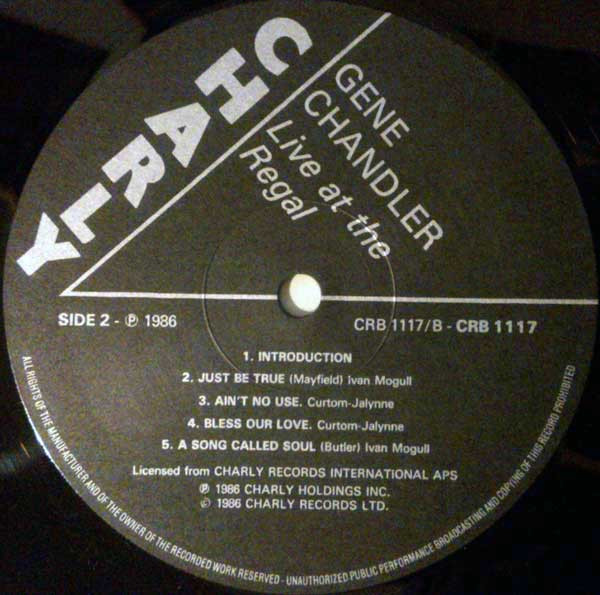 CHARLY
GENE
CHANDLER
Live at the
Regal
SIDE 2 - ℗ 1986
CRB 1117/B - CRB 1117
1. INTRODUCTION
2. JUST BE TRUE (Mayfield) Ivan Mogull
3. AIN'T NO USE. Curtom-Jalynne
4. BLESS OUR LOVE. Curtom-Jalynne
5. A SONG CALLED SOUL (Butler) Ivan Mogull
Licensed from CHARLY RECORDS INTERNATIONAL APS
℗ 1986 CHARLY HOLDINGS INC.
© 1986 CHARLY RECORDS LTD.
ALL RIGHTS OF THE MANUFACTURER AND OF THE OWNER OF THE RECORDED WORK RESERVED - UNAUTHORIZED PUBLIC PERFORMANCE BROADCASTING AND COPYING OF THIS RECORD PROHIBITED